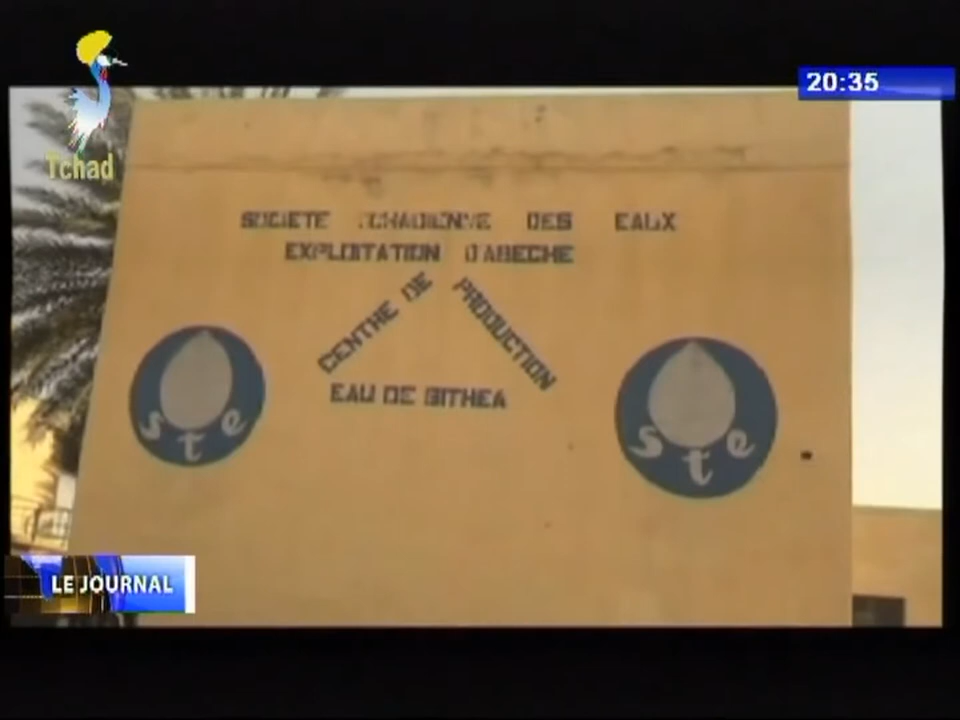 20:35
Tchad
SOCIETE TCHADIENNE DES EAUX
EXPLOITATION D'ABECHE
CENTRE DE PRODUCTION
EAU DE BITHEA
ste
ste
LE JOURNAL